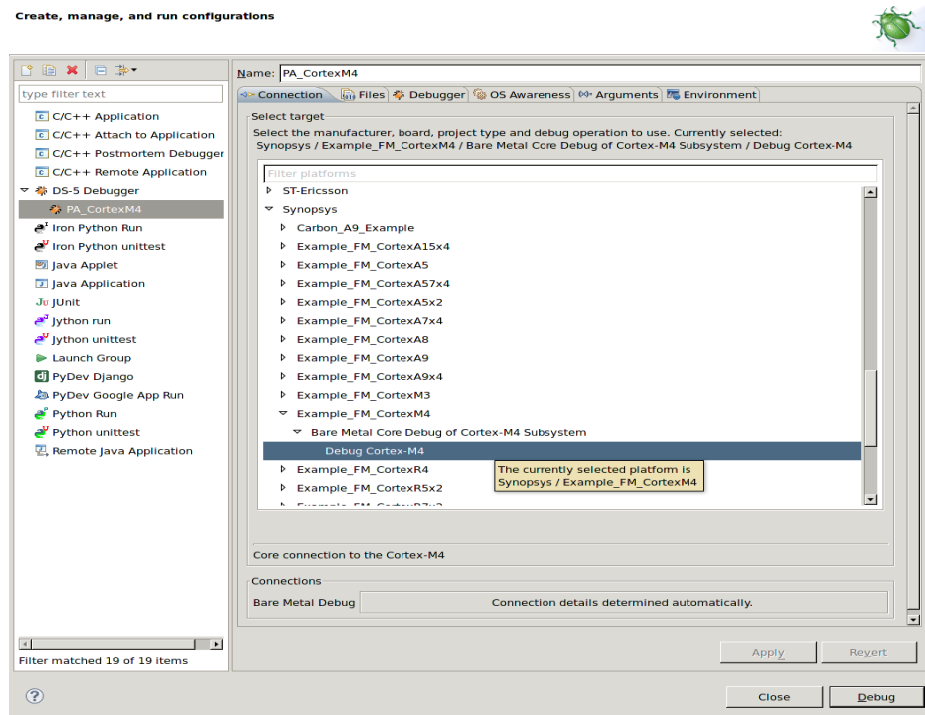 Create, manage, and run configurations
type filter text
C/C++ Application
C/C++ Attach to Application
C/C++ Postmortem Debugger
C/C++ Remote Application
DS-5 Debugger
PA_CortexM4
Iron Python Run
Iron Python unittest
Java Applet
Java Application
JUnit
Jython run
Jython unittest
Launch Group
PyDev Django
PyDev Google App Run
Python Run
Python unittest
Remote Java Application
Filter matched 19 of 19 items
Name: PA_CortexM4
Connection Files Debugger OS Awareness Arguments Environment
Select target
Select the manufacturer, board, project type and debug operation to use. Currently selected:
Synopsys / Example_FM_CortexM4 / Bare Metal Core Debug of Cortex-M4 Subsystem / Debug Cortex-M4
Filter platforms
ST-Ericsson
Synopsys
Carbon_A9_Example
Example_FM_CortexA15x4
Example_FM_CortexA5
Example_FM_CortexA57x4
Example_FM_CortexA5x2
Example_FM_CortexA7x4
Example_FM_CortexA8
Example_FM_CortexA9
Example_FM_CortexA9x4
Example_FM_CortexM3
Example_FM_CortexM4
Bare Metal Core Debug of Cortex-M4 Subsystem
Debug Cortex-M4
Example_FM_CortexR4
Example_FM_CortexR5x2
The currently selected platform is
Synopsys / Example_FM_CortexM4
Core connection to the Cortex-M4
Connections
Bare Metal Debug Connection details determined automatically.
Apply Revert
Close Debug